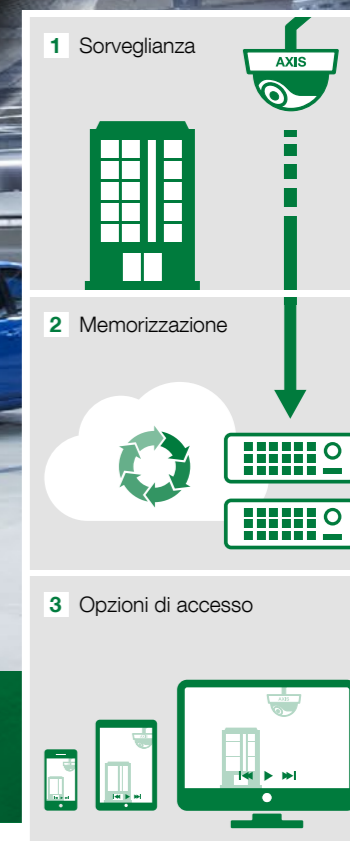 1 Sorveglianza
AXIS
2 Memorizzazione
3 Opzioni di accesso
AXIS